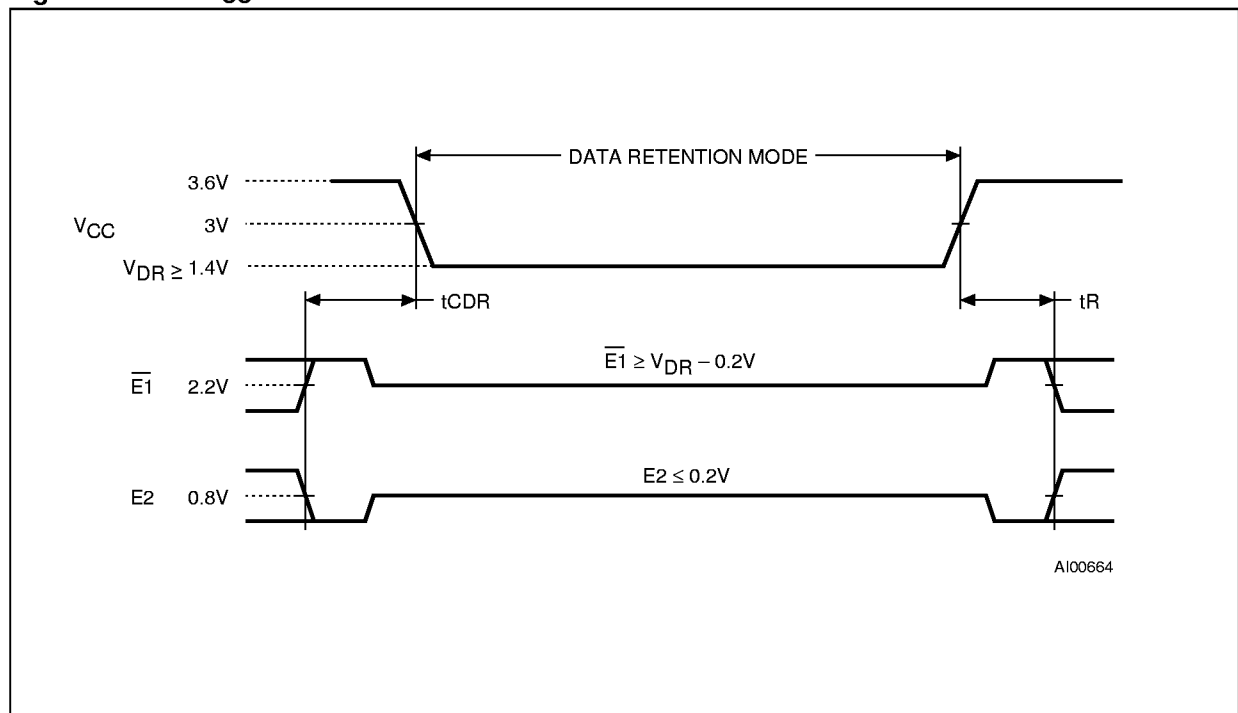 DATA RETENTION MODE
3.6V
VCC 3V
VDR ≥ 1.4V
tCDR
tR
E1 ≥ VDR – 0.2V
E1 2.2V
E2 ≤ 0.2V
E2 0.8V
AI00664